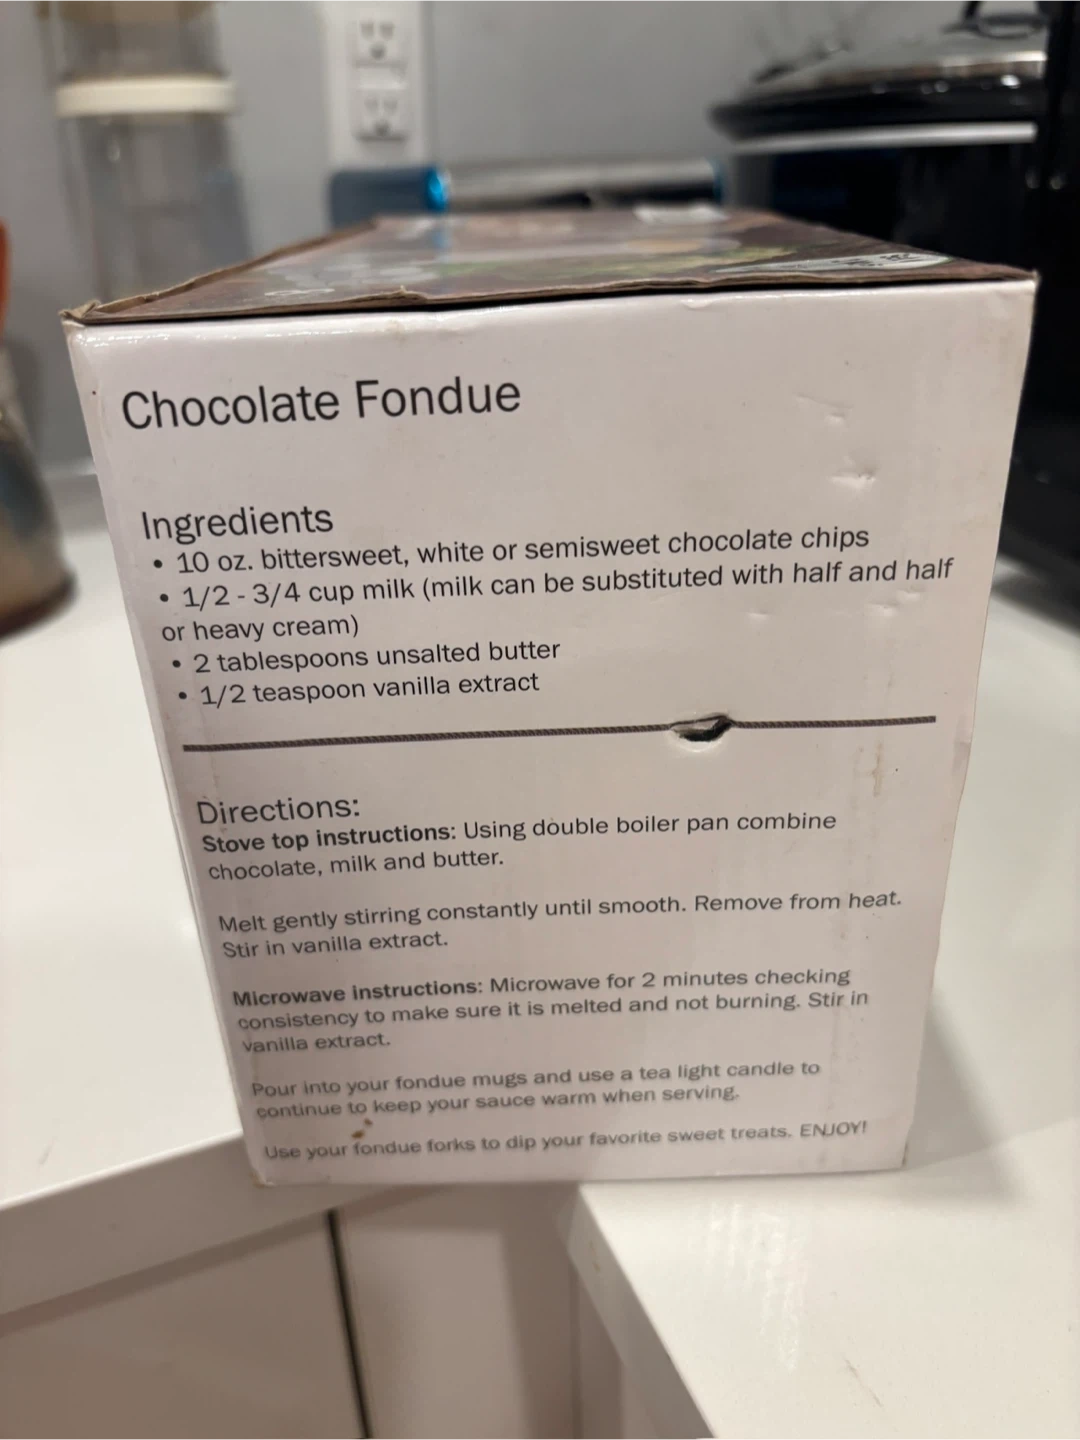 Chocolate Fondue
Ingredients
• 10 oz. bittersweet, white or semisweet chocolate chips
• 1/2 - 3/4 cup milk (milk can be substituted with half and half
or heavy cream)
• 2 tablespoons unsalted butter
• 1/2 teaspoon vanilla extract
Directions:
Stove top instructions: Using double boiler pan combine
chocolate, milk and butter.
Melt gently stirring constantly until smooth. Remove from heat.
Stir in vanilla extract.
Microwave instructions: Microwave for 2 minutes checking
consistency to make sure it is melted and not burning. Stir in
vanilla extract.
Pour into your fondue mugs and use a tea light candle to
continue to keep your sauce warm when serving.
Use your fondue forks to dip your favorite sweet treats. ENJOY!